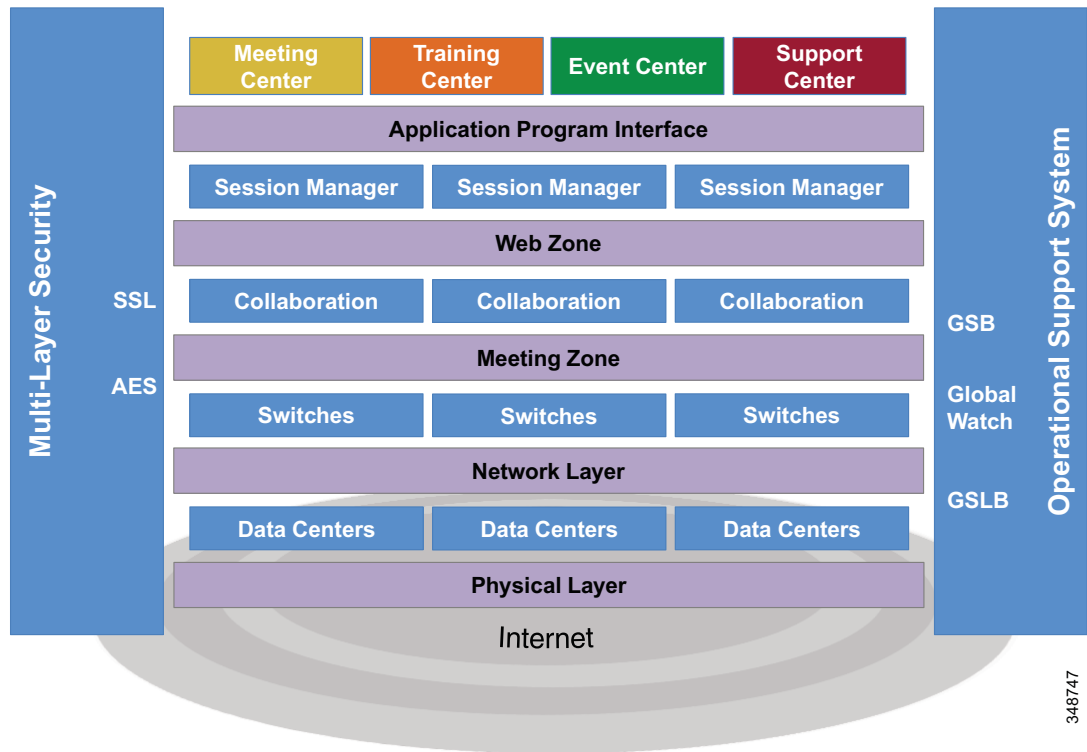 Multi-Layer Security
SSL
AES
Meeting
Center
Training
Center
Event Center
Support
Center
Application Program Interface
Session Manager
Session Manager
Session Manager
Web Zone
Collaboration
Collaboration
Collaboration
Meeting Zone
Switches
Switches
Switches
Network Layer
Data Centers
Data Centers
Data Centers
Physical Layer
Internet
GSB
Global
Watch
GSLB
Operational Support System
348747